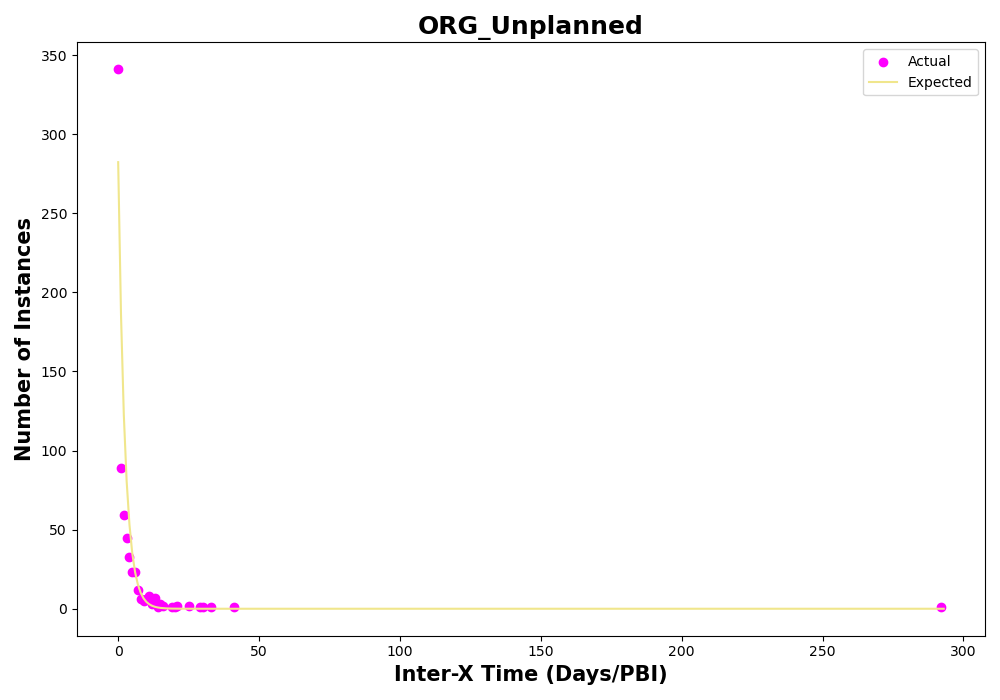 ORG_Unplanned
Actual
Expected
Number of Instances
350
300
250
200
150
100
50
0
0 50 100 150 200 250 300
Inter-X Time (Days/PBI)